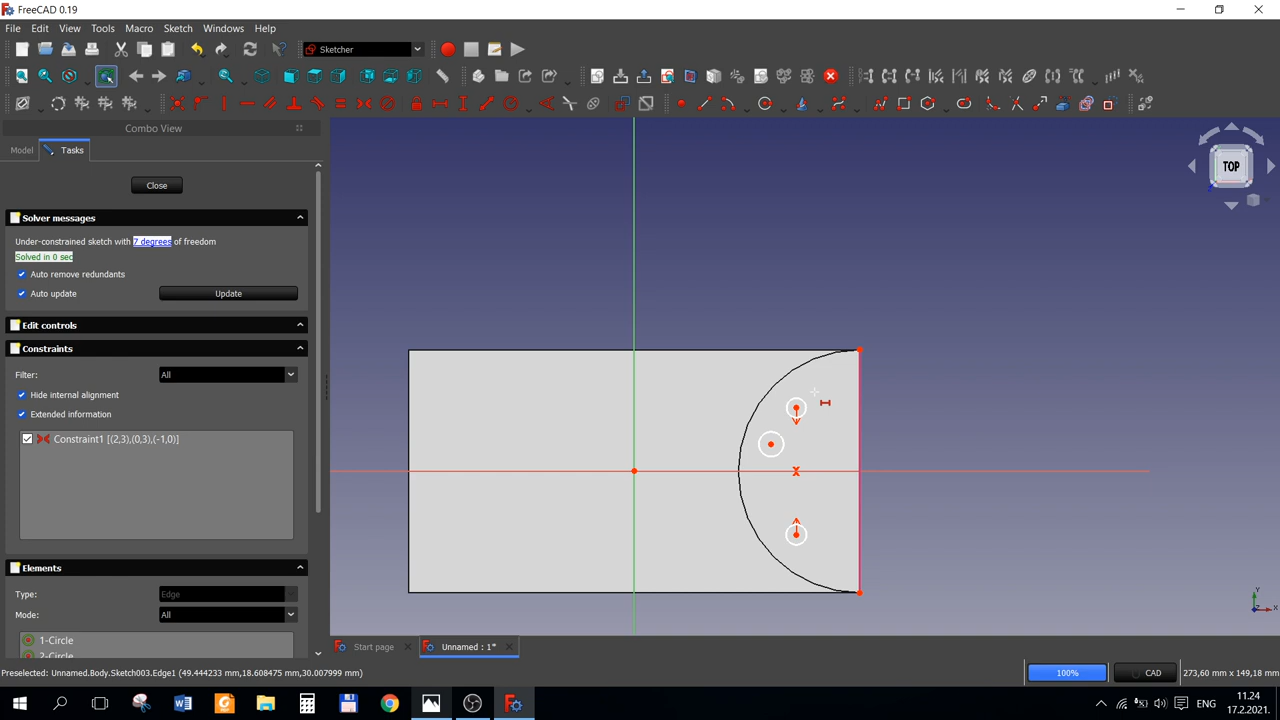 FreeCAD 0.19
File Edit View Tools Macro Sketch Windows Help
Sketcher
Combo View
Model Tasks
Close
Solver messages
Under-constrained sketch with 7 degrees of freedom
Solved in 0 sec
Auto remove redundants
Auto update Update
Edit controls
Constraints
Filter: All
Hide internal alignment
Extended information
Constraint1 [(2,3),(0,3),(-1,0)]
Elements
Type: Edge
Mode: All
1-Circle
2-Circle
TOP
Y
X
Start page Unnamed : 1*
Preselected: Unnamed.Body.Sketch003.Edge1 (49.444233 mm,18.608475 mm,30.007999 mm) 100% CAD 273,60 mm x 149,18 mm
ENG 11.24
17.2.2021.